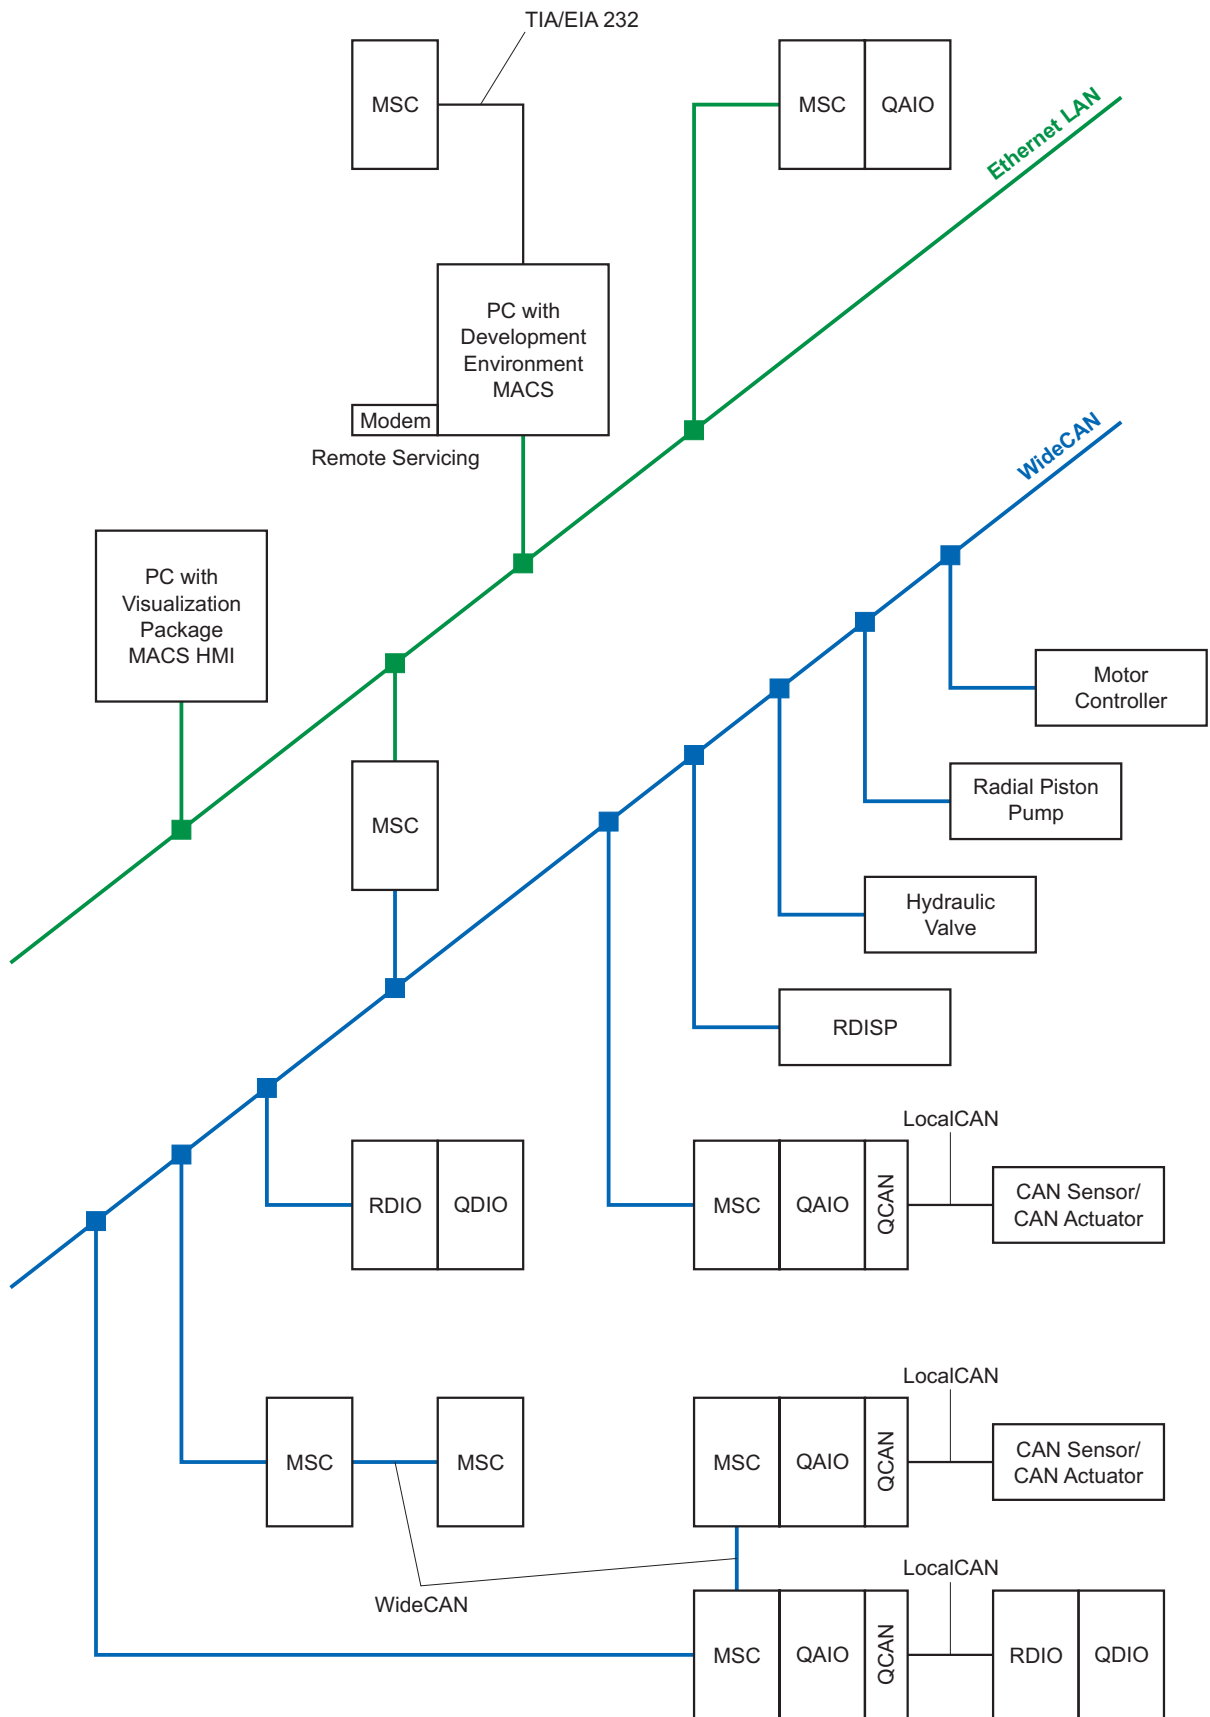 TIA/EIA 232
MSC
MSC
QAIO
Ethernet LAN
PC with
Development
Environment
MACS
Modem
Remote Servicing
WideCAN
PC with
Visualization
Package
MACS HMI
Motor
Controller
MSC
Radial Piston
Pump
Hydraulic
Valve
RDISP
LocalCAN
RDIO
QDIO
MSC
QAIO
QCAN
CAN Sensor/
CAN Actuator
LocalCAN
MSC
MSC
MSC
QAIO
QCAN
CAN Sensor/
CAN Actuator
LocalCAN
WideCAN
MSC
QAIO
QCAN
RDIO
QDIO